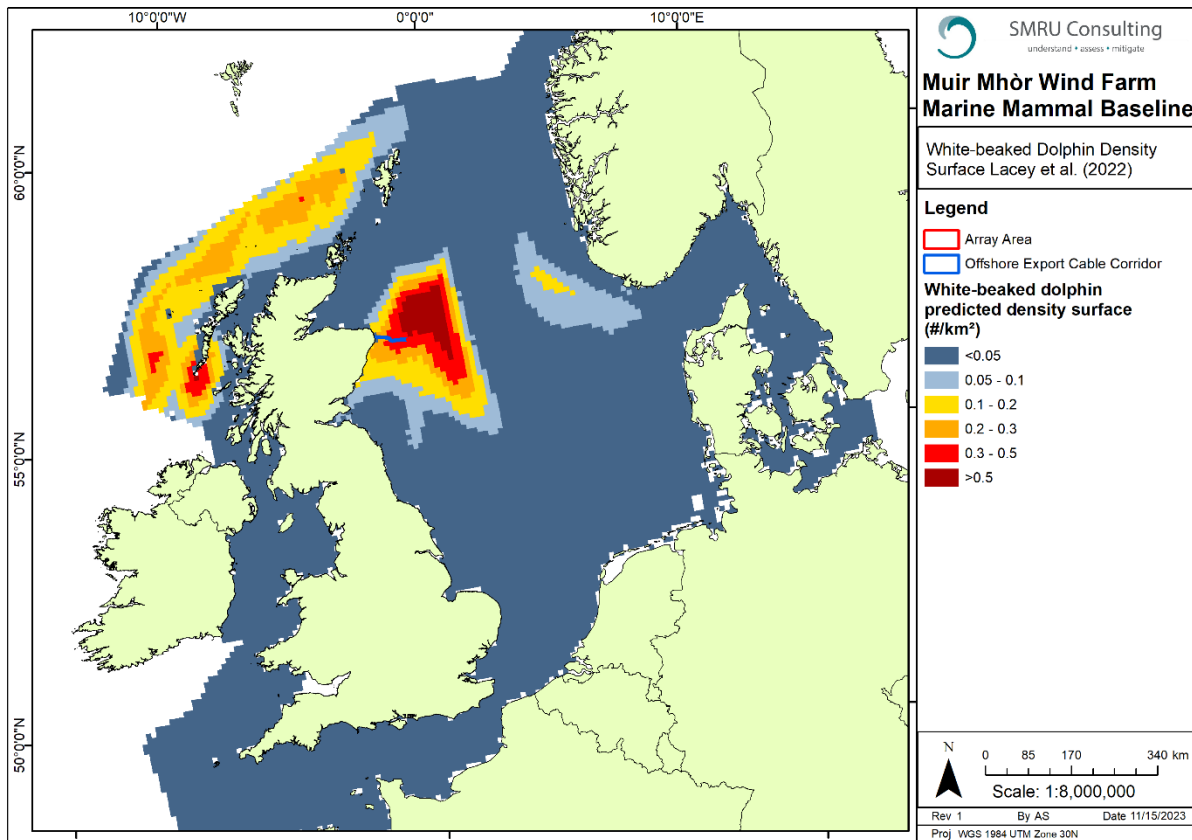 10°0'0"W
0°0'0"
10°0'0"E
60°0'0"N
55°0'0"N
50°0'0"N
SMRU Consulting
understand • assess • mitigate
Muir Mhòr Wind Farm
Marine Mammal Baseline
White-beaked Dolphin Density
Surface Lacey et al. (2022)
Legend
Array Area
Offshore Export Cable Corridor
White-beaked dolphin
predicted density surface
(#/km²)
<0.05
0.05 - 0.1
0.1 - 0.2
0.2 - 0.3
0.3 - 0.5
>0.5
N
0 85 170 340 km
Scale: 1:8,000,000
Rev 1 By AS Date 11/15/2023
Proj WGS 1984 UTM Zone 30N